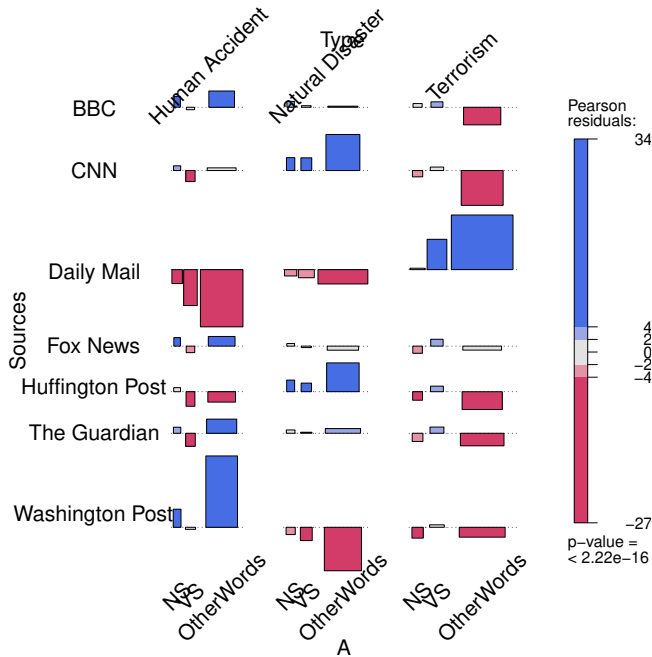 Type
Human Accident
Natural Disaster
Terrorism
Sources
BBC
CNN
Daily Mail
Fox News
Huffington Post
The Guardian
Washington Post
NS
VS
OtherWords
NS
VS
OtherWords
NS
VS
OtherWords
A
Pearson
residuals:
34
4
2
0
−2
−4
−27
p−value =
< 2.22e−16